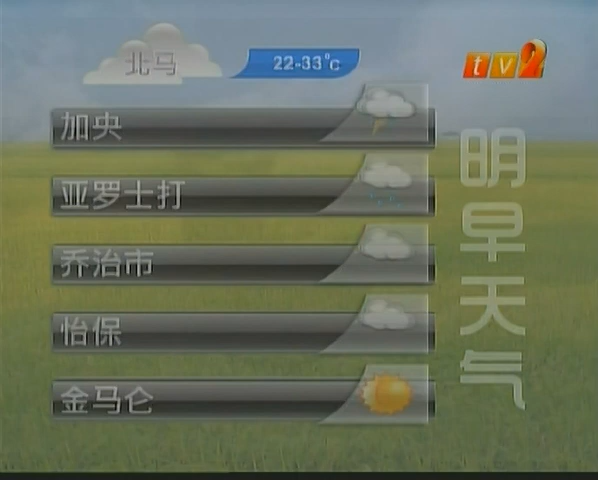 北马
22-33°C
tv2
加央
亚罗士打
乔治市
怡保
金马仑
明早天气